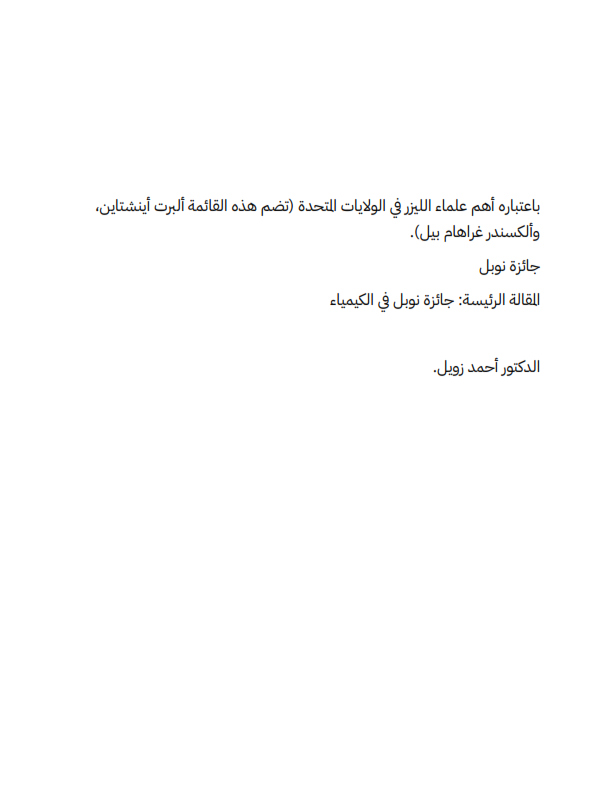 باعتباره أهم علماء الليزر في الولايات المتحدة (تضم هذه القائمة ألبرت أينشتاين،
وألكسندر غراهام بيل).
جائزة نوبل
المقالة الرئيسة: جائزة نوبل في الكيمياء
الدكتور أحمد زويل.